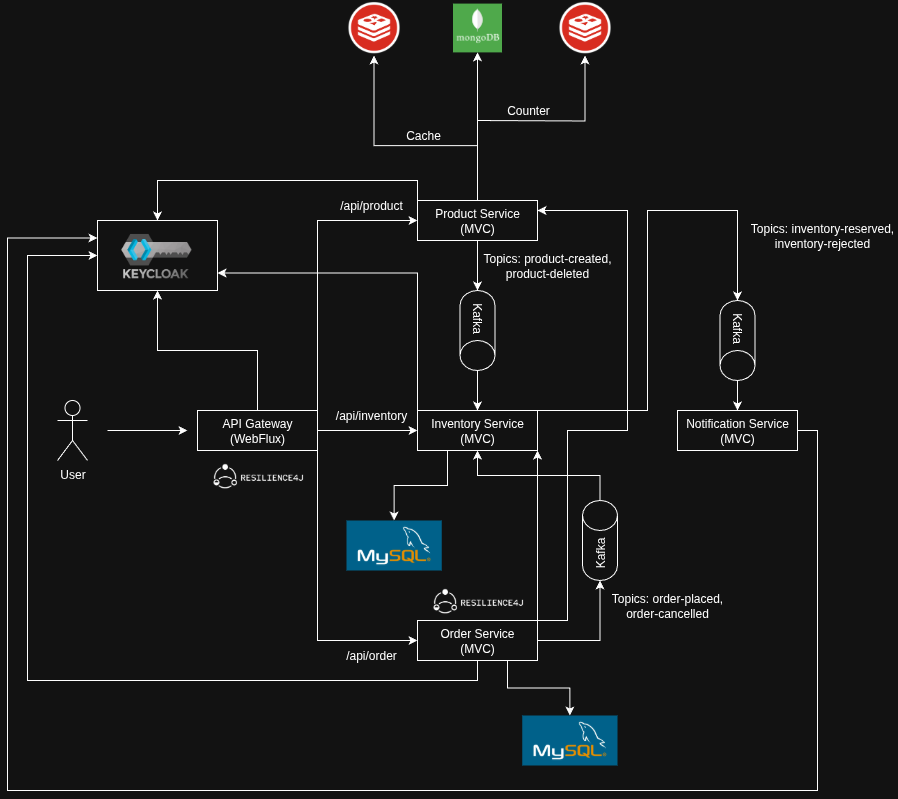 mongoDB
Counter
Cache
/api/product
Product Service
(MVC)
Topics: inventory-reserved,
inventory-rejected
KEYCLOAK
Topics: product-created,
product-deleted
Kafka
Kafka
/api/inventory
API Gateway
(WebFlux)
Inventory Service
(MVC)
Notification Service
(MVC)
User
RESILIENCE4J
MySQL
Kafka
RESILIENCE4J
Topics: order-placed,
order-cancelled
Order Service
(MVC)
/api/order
MySQL